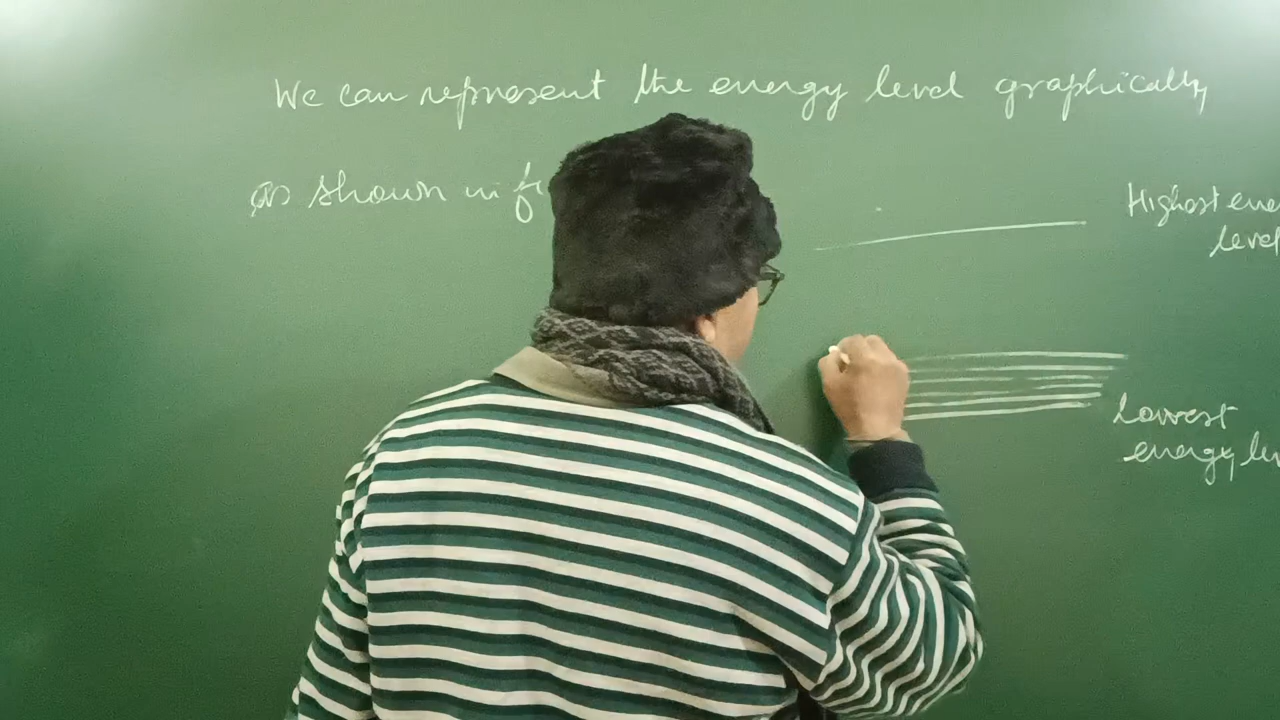 We can represent the energy level graphically
as shown in
Highest
level
Lowest
energy